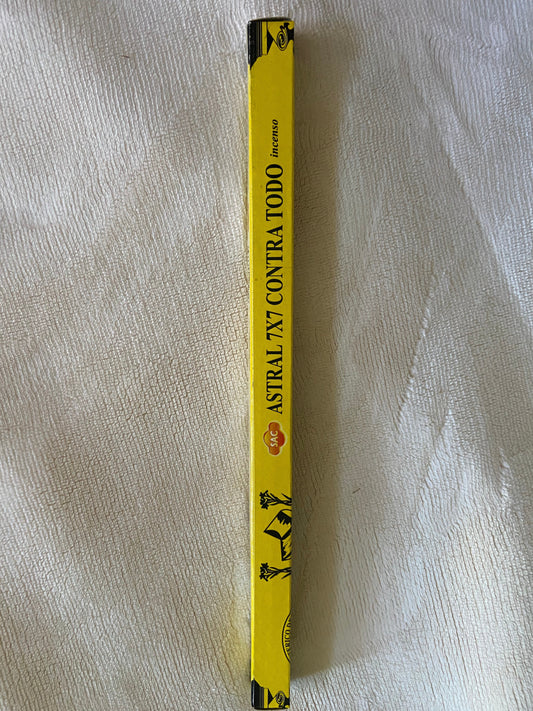 SAC
ASTRAL 7X7 CONTRA TODO
incenso